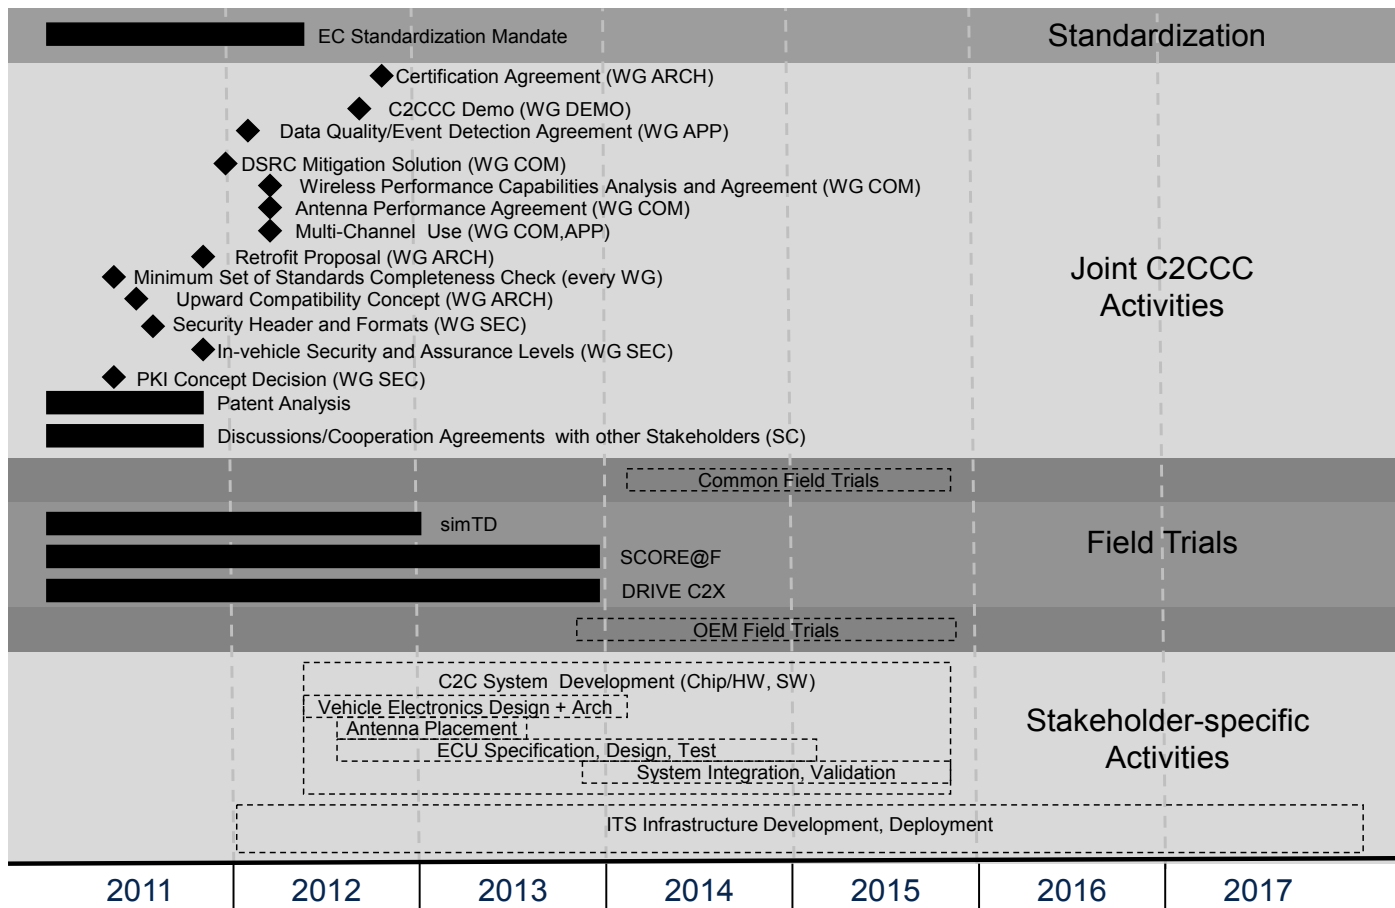 EC Standardization Mandate
Standardization
Certification Agreement (WG ARCH)
C2CCC Demo (WG DEMO)
Data Quality/Event Detection Agreement (WG APP)
DSRC Mitigation Solution (WG COM)
Wireless Performance Capabilities Analysis and Agreement (WG COM)
Antenna Performance Agreement (WG COM)
Multi-Channel Use (WG COM,APP)
Retrofit Proposal (WG ARCH)
Minimum Set of Standards Completeness Check (every WG)
Upward Compatibility Concept (WG ARCH)
Security Header and Formats (WG SEC)
In-vehicle Security and Assurance Levels (WG SEC)
PKI Concept Decision (WG SEC)
Patent Analysis
Discussions/Cooperation Agreements with other Stakeholders (SC)
Joint C2CCC
Activities
Common Field Trials
simTD
SCORE@F
DRIVE C2X
OEM Field Trials
Field Trials
C2C System Development (Chip/HW, SW)
Vehicle Electronics Design + Arch
Antenna Placement
ECU Specification, Design, Test
System Integration, Validation
ITS Infrastructure Development, Deployment
Stakeholder-specific
Activities
2011 2012 2013 2014 2015 2016 2017